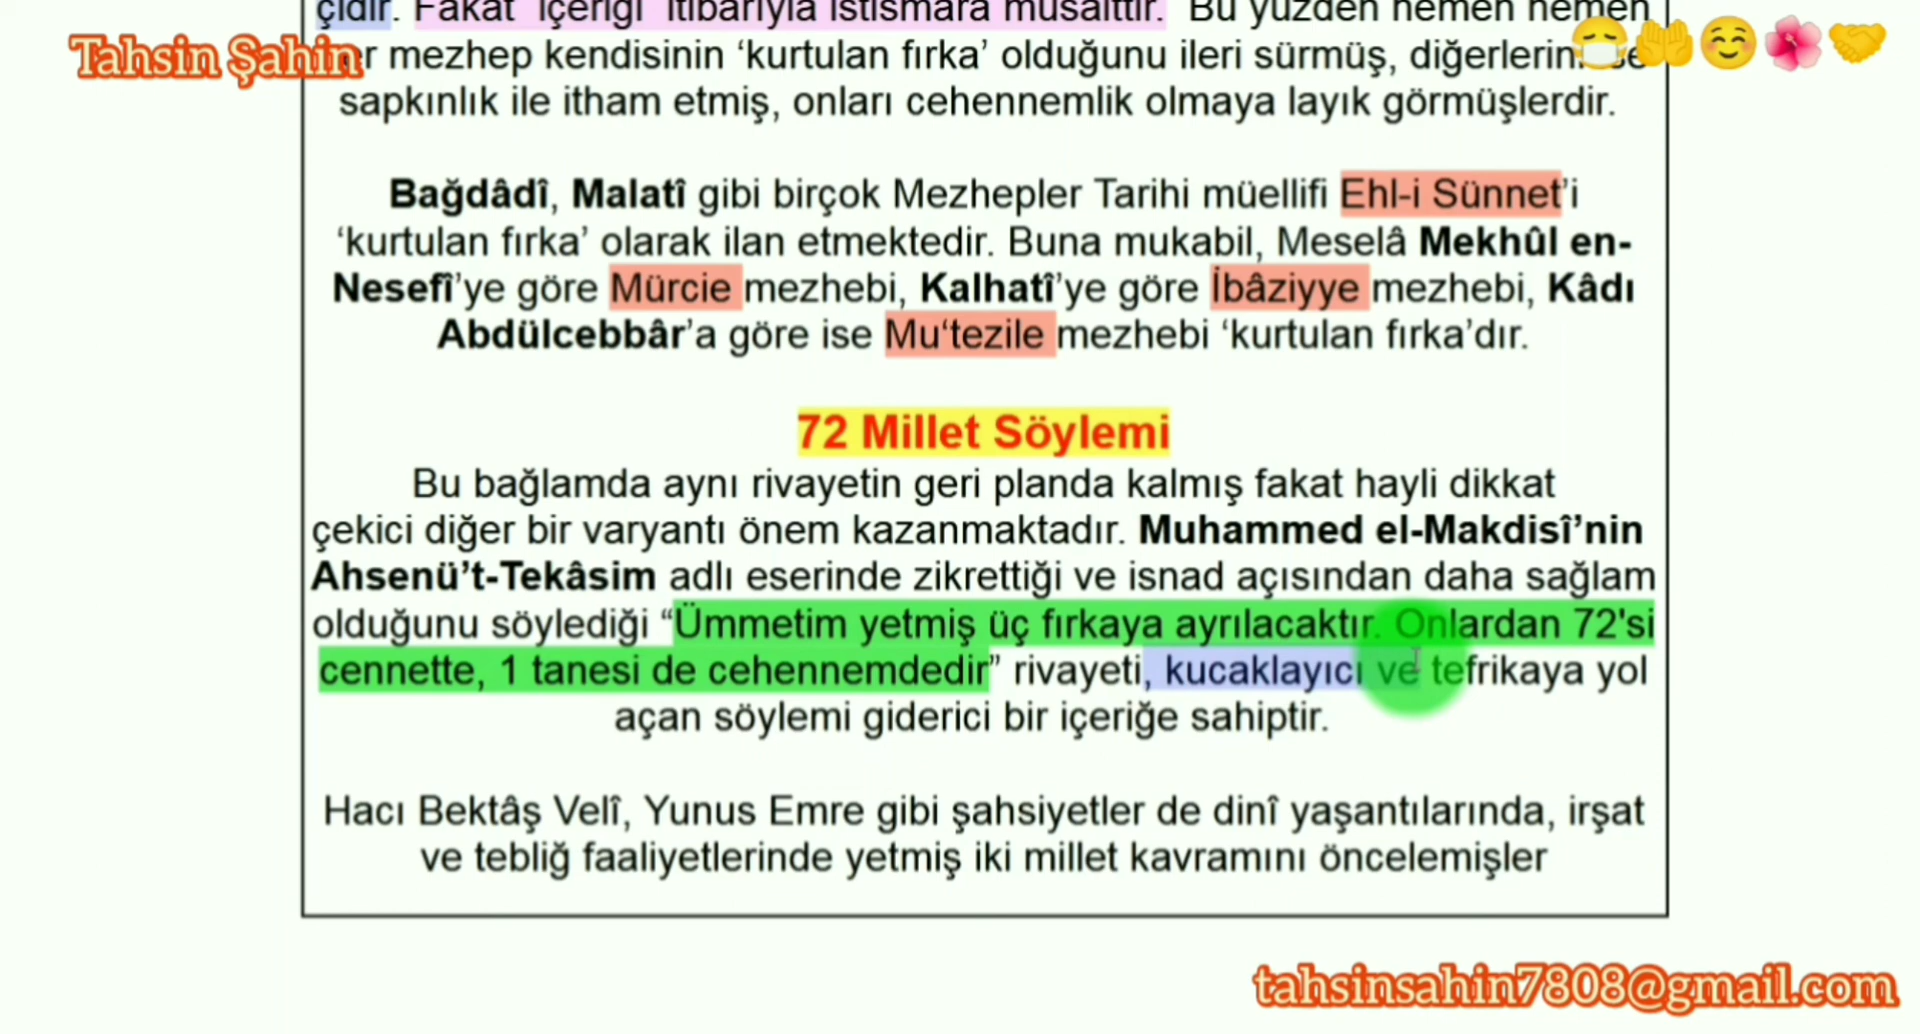 çidir. Fakat içeriği itibarıyla istismara müsaittir. Bu yüzden hemen hemen
Tahsin Şahin
er mezhep kendisinin ‘kurtulan fırka’ olduğunu ileri sürmüş,
sapkınlık ile itham etmiş, onları cehennemlik olmaya layık görmüşlerdir.
Bağdâdî, Malatî gibi birçok Mezhepler Tarihi müellifi Ehl-i Sünnet’i
‘kurtulan fırka’ olarak ilan etmektedir. Buna mukabil, Meselâ Mekhûl en-
Nesefî’ye göre Mürcie mezhebi, Kalhatî’ye göre İbâziyye mezhebi, Kâdı
Abdülcebbâr’a göre ise Mu‘tezile mezhebi ‘kurtulan fırka’dır.
72 Millet Söylemi
Bu bağlamda aynı rivayetin geri planda kalmış fakat hayli dikkat
çekici diğer bir varyantı önem kazanmaktadır. Muhammed el-Makdisî’nin
Ahsenü’t-Tekâsim adlı eserinde zikrettiği ve isnad açısından daha sağlam
olduğunu söylediği “Ümmetim yetmiş üç fırkaya ayrılacaktır. Onlardan 72'si
cennette, 1 tanesi de cehennemdedir” rivayeti, kucaklayıcı ve tefrikaya yol
açan söylemi giderici bir içeriğe sahiptir.
Hacı Bektâş Velî, Yunus Emre gibi şahsiyetler de dinî yaşantılarında, irşat
ve tebliğ faaliyetlerinde yetmiş iki millet kavramını öncelemişler
tahsinsahin7808@gmail.com